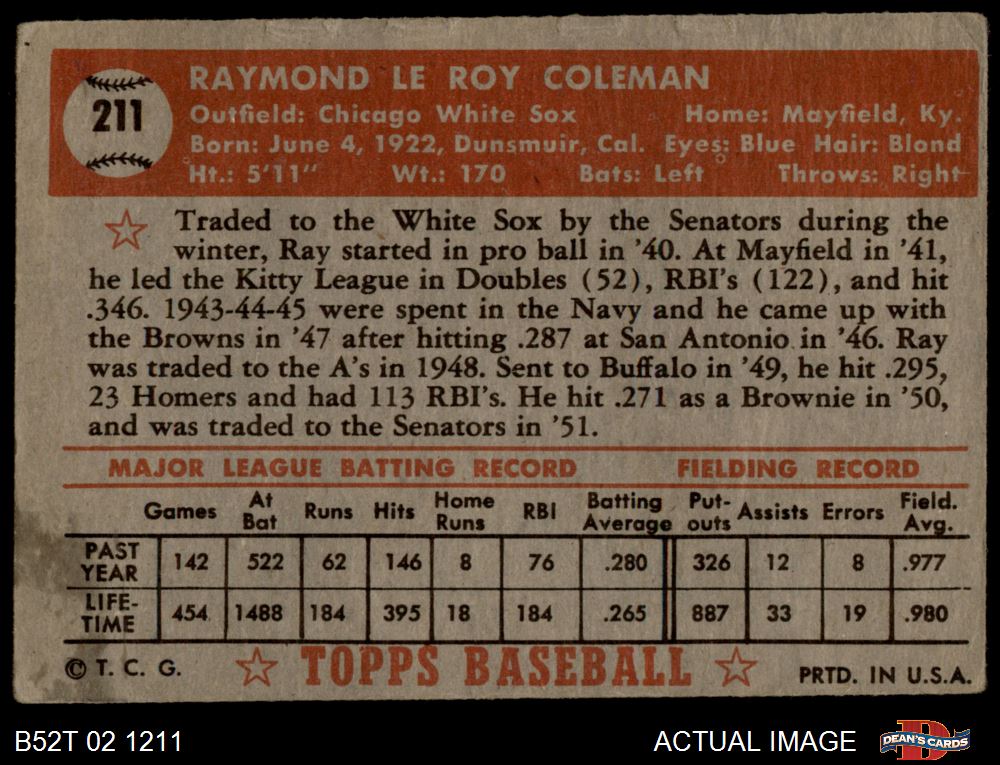 211
RAYMOND LE ROY COLEMAN
Outfield: Chicago White Sox Home: Mayfield, Ky.
Born: June 4, 1922, Dunsmuir, Cal. Eyes: Blue Hair: Blond
Ht.: 5'11" Wt.: 170 Bats: Left Throws: Right
Traded to the White Sox by the Senators during the
winter, Ray started in pro ball in '40. At Mayfield in '41,
he led the Kitty League in Doubles (52), RBI's (122), and hit
.346. 1943-44-45 were spent in the Navy and he came up with
the Browns in '47 after hitting .287 at San Antonio in '46. Ray
was traded to the A's in 1948. Sent to Buffalo in '49, he hit .295,
23 Homers and had 113 RBI's. He hit .271 as a Brownie in '50,
and was traded to the Senators in '51.
MAJOR LEAGUE BATTING RECORD FIELDING RECORD
Games At Bat Runs Hits Home Runs RBI Batting Average Put-outs Assists Errors Field. Avg.
PAST YEAR 142 522 62 146 8 76 .280 326 12 8 .977
LIFE-TIME 454 1488 184 395 18 184 .265 887 33 19 .980
© T. C. G. TOPPS BASEBALL PRTD. IN U.S.A.
B52T 02 1211 ACTUAL IMAGE DEAN'S CARDS